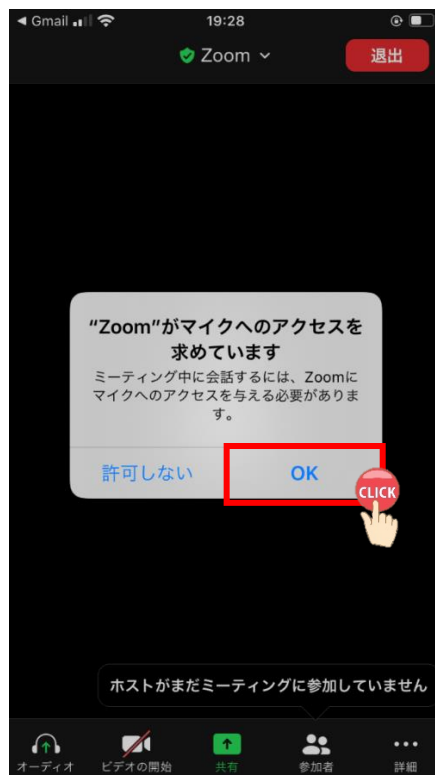 Gmail
19:28
Zoom
退出
"Zoom"がマイクへのアクセスを
求めています
ミーティング中に会話するには、Zoomに
マイクへのアクセスを与える必要がありま
す。
許可しない
OK
CLICK
ホストがまだミーティングに参加していません
オーディオ
ビデオの開始
共有
参加者
詳細